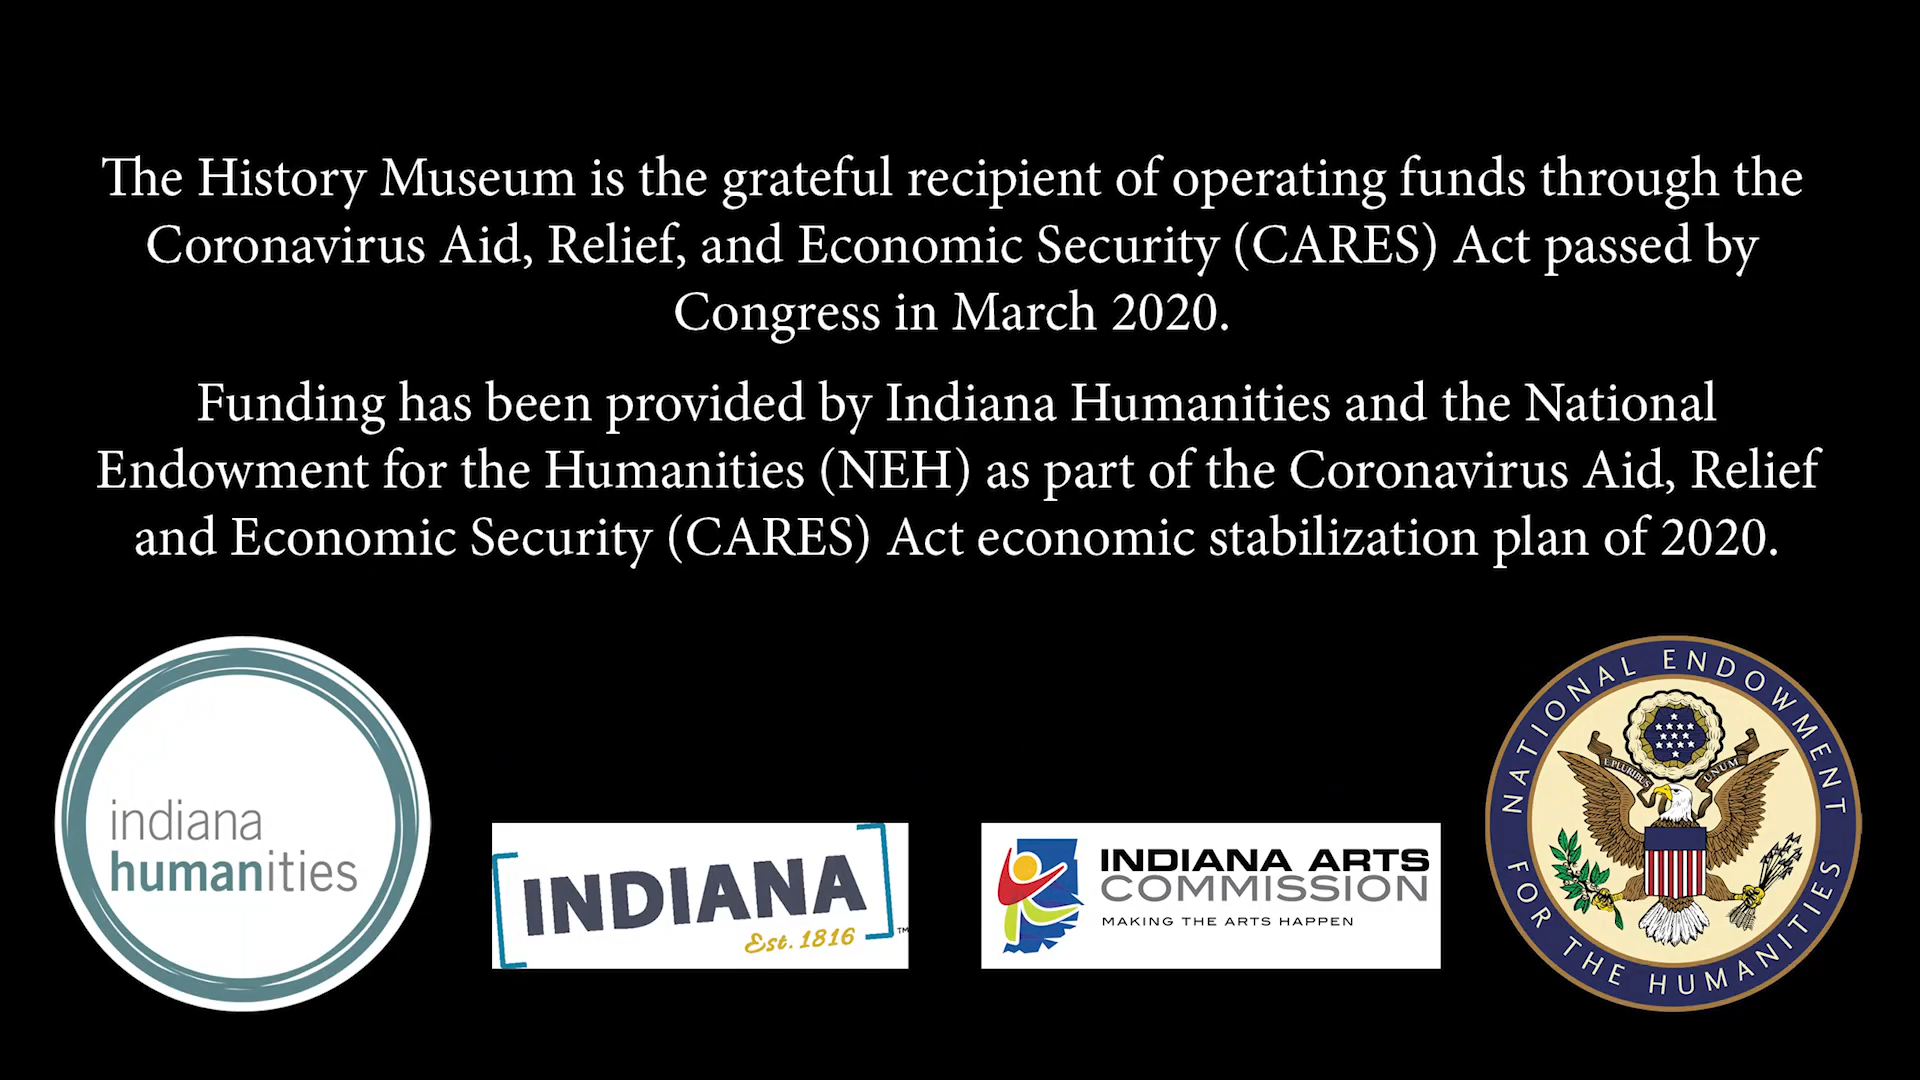 The History Museum is the grateful recipient of operating funds through the
Coronavirus Aid, Relief, and Economic Security (CARES) Act passed by
Congress in March 2020.
Funding has been provided by Indiana Humanities and the National
Endowment for the Humanities (NEH) as part of the Coronavirus Aid, Relief
and Economic Security (CARES) Act economic stabilization plan of 2020.
indiana
humanities
INDIANA
Est. 1816 ™
INDIANA ARTS
COMMISSION
MAKING THE ARTS HAPPEN
NATIONAL ENDOWMENT
FOR THE HUMANITIES
E PLURIBUS UNUM